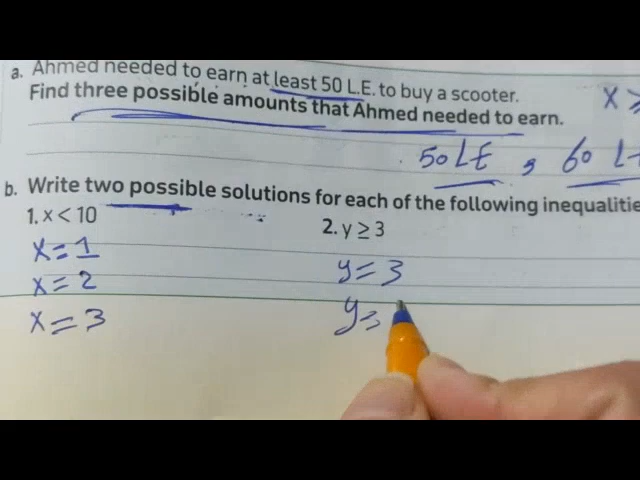 a. Ahmed needed to earn at least 50 L.E. to buy a scooter.
Find three possible amounts that Ahmed needed to earn.
x ≥
50 LE , 60 LE
b. Write two possible solutions for each of the following inequalitie
1. x < 10
2. y ≥ 3
x = 1
y = 3
x = 2
y =
x = 3